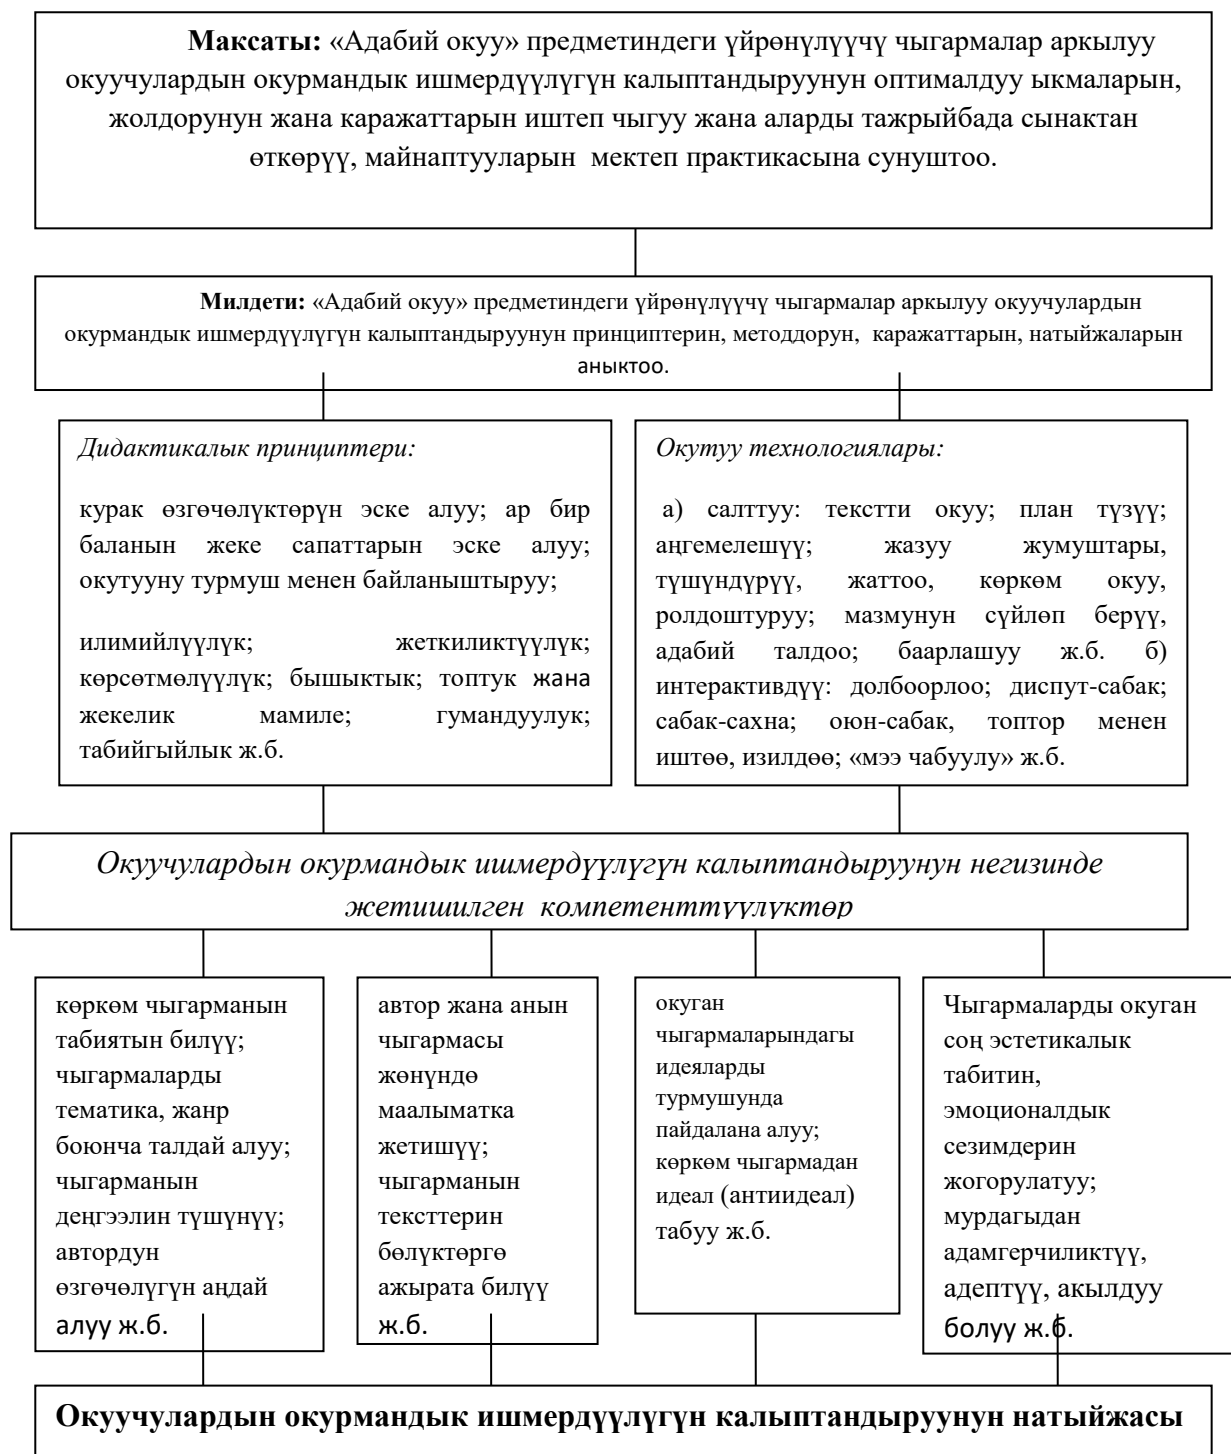 Максаты: «Адабий окуу» предметиндеги үйрөнүлүүчү чыгармалар аркылуу
окуучулардын окурмандык ишмердүүлүгүн калыптандыруунун оптималдуу ыкмаларын,
жолдорунун жана каражаттарын иштеп чыгуу жана аларды тажрыйбада сынактан
өткөрүү, майнаптууларын мектеп практикасына сунуштоо.
Милдети: «Адабий окуу» предметиндеги үйрөнүлүүчү чыгармалар аркылуу окуучулардын
окурмандык ишмердүүлүгүн калыптандыруунун принциптерин, методдорун, каражаттарын, натыйжаларын
аныктоо.
Дидактикалык принциптери:
курак өзгөчөлүктөрүн эске алуу; ар бир
баланын жеке сапаттарын эске алуу;
окутууну турмуш менен байланыштыруу;
илимийлүүлүк; жеткиликтүүлүк;
көрсөтмөлүүлүк; бышыктык; топтук жана
жекелик мамиле; гумандуулук;
табийгыйлык ж.б.
Окутуу технологиялары:
а) салттуу: текстти окуу; план түзүү;
аңгемелешүү; жазуу жумуштары,
түшүндүрүү, жаттоо, көркөм окуу,
ролдоштуруу; мазмунун сүйлөп берүү,
адабий талдоо; баарлашуу ж.б. б)
интерактивдүү: долбоорлоо; диспут-сабак;
сабак-сахна; оюн-сабак, топтор менен
иштөө, изилдөө; «мээ чабуулу» ж.б.
Окуучулардын окурмандык ишмердүүлүгүн калыптандыруунун негизинде
жетишилген компетенттүүлүктөр
көркөм чыгарманын
табиятын билүү;
чыгармаларды
тематика, жанр
боюнча талдай алуу;
чыгарманын
деңгээлин түшүнүү;
автордун
өзгөчөлүгүн аңдай
алуу ж.б.
автор жана анын
чыгармасы
жөнүндө
маалыматка
жетишүү;
чыгарманын
тексттерин
бөлүктөргө
ажырата билүү
ж.б.
окуган
чыгармаларындагы
идеяларды
турмушунда
пайдалана алуу;
көркөм чыгармадан
идеал (антиидеал)
табуу ж.б.
Чыгармаларды окуган
соң эстетикалык
табитин,
эмоционалдык
сезимдерин
жогорулатуу;
мурдагыдан
адамгерчиликтүү,
адептүү, акылдуу
болуу ж.б.
Окуучулардын окурмандык ишмердүүлүгүн калыптандыруунун натыйжасы